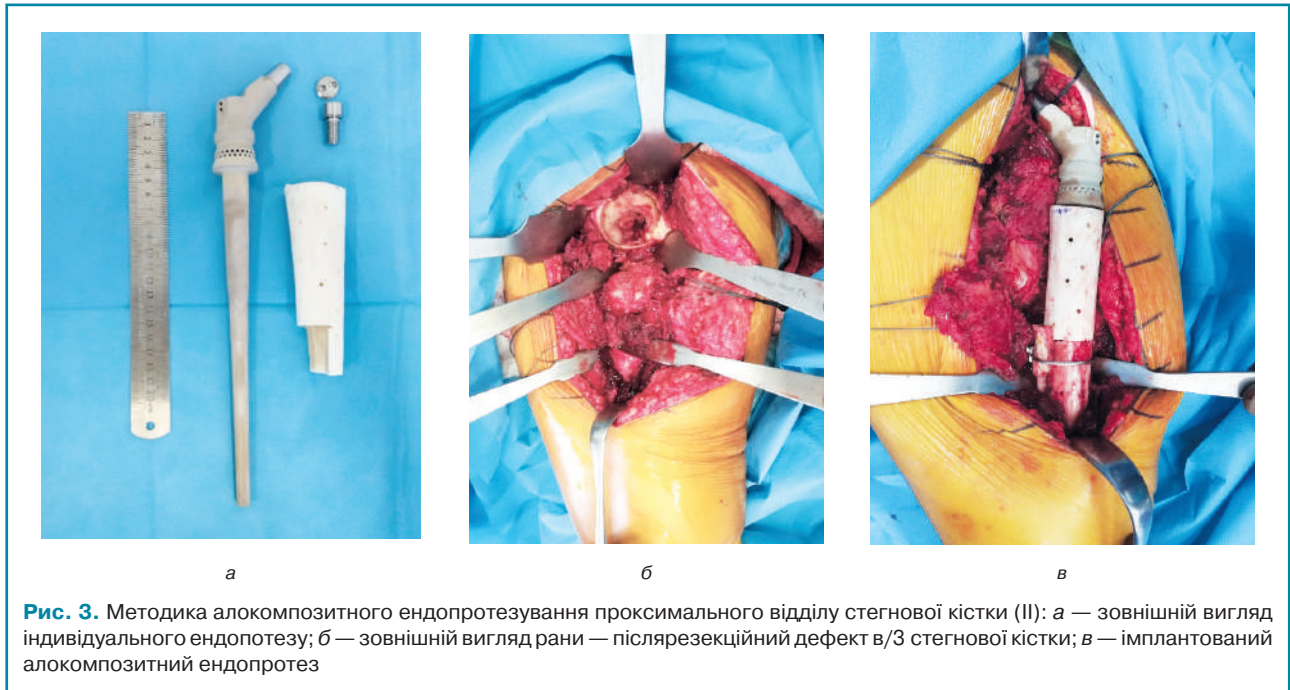 а
б
в
Рис. 3. Методика алокомпозитного ендопротезування проксимального відділу стегнової кістки (II): а — зовнішній вигляд
індивідуального ендопотезу; б — зовнішній вигляд рани — післярезекційний дефект в/3 стегнової кістки; в — імплантований
алокомпозитний ендопротез